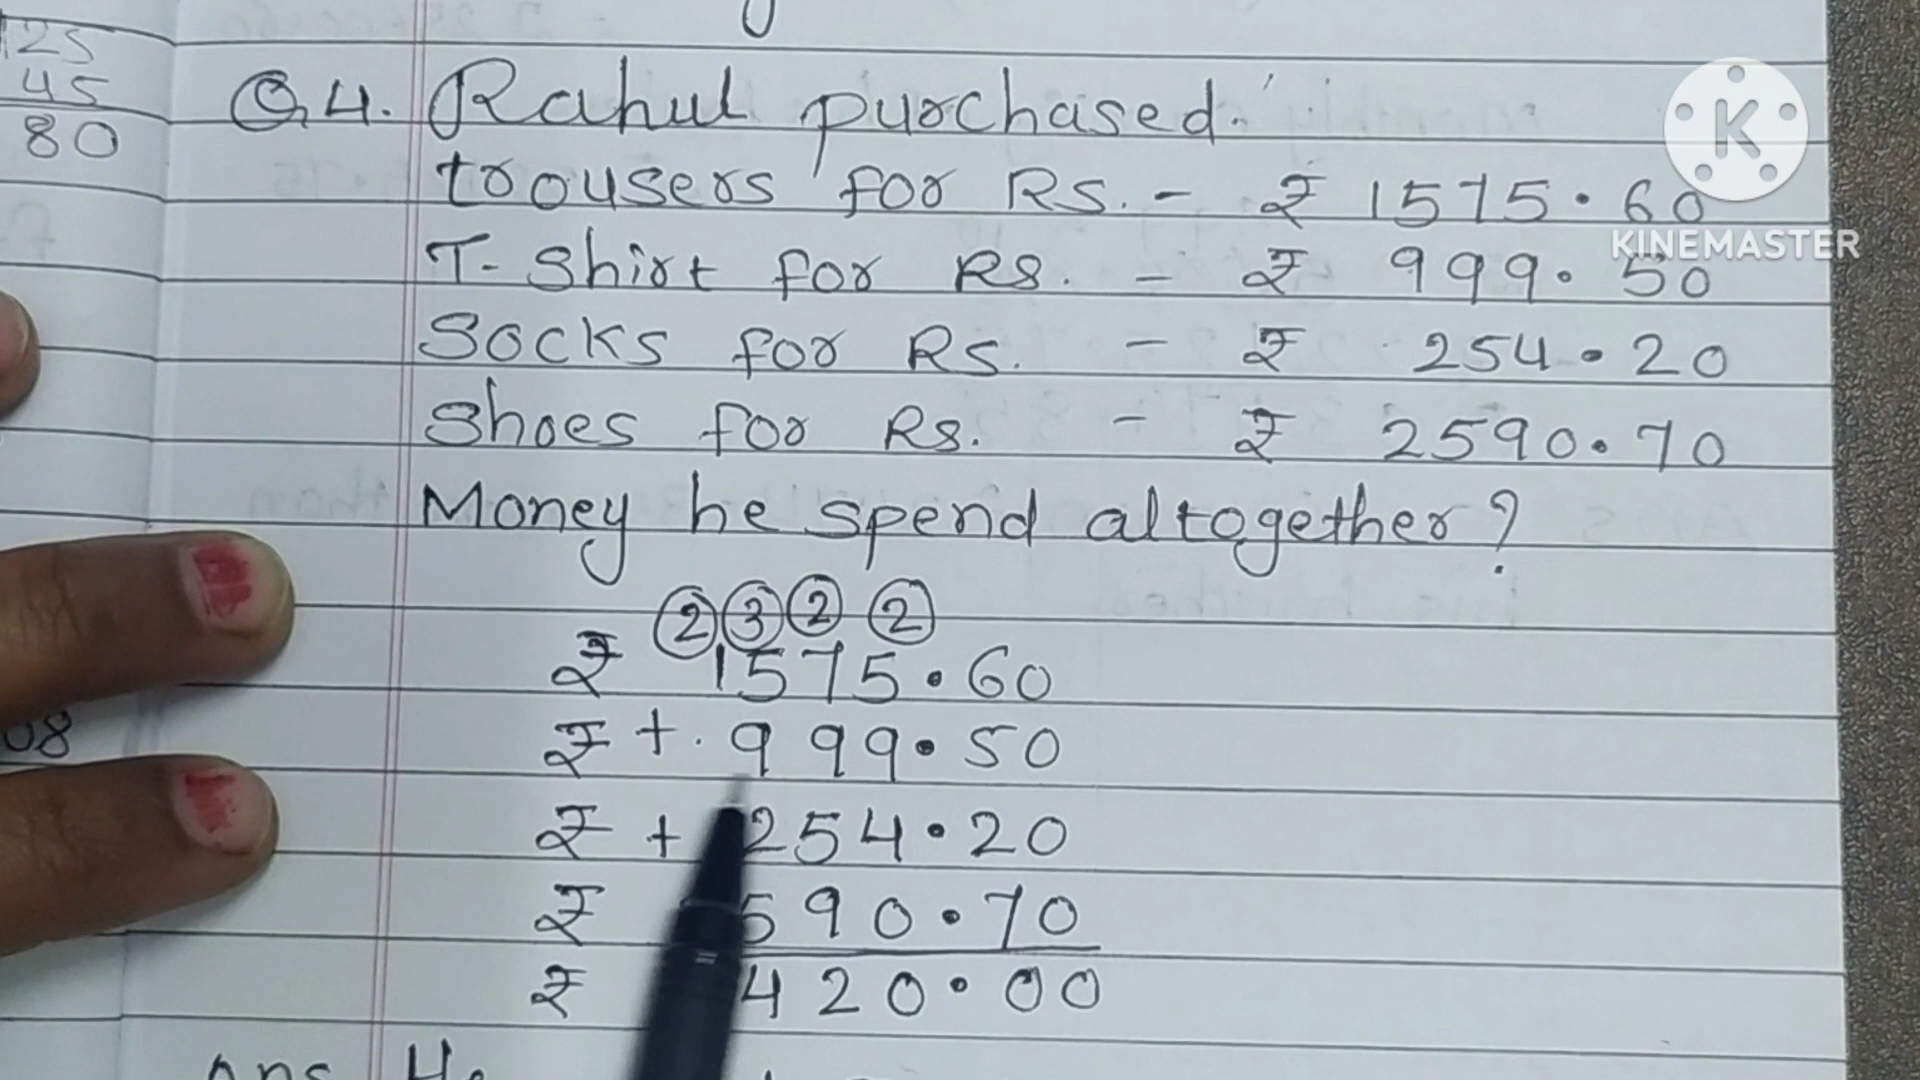 125
45
80
Q.4. Rahul purchased.
trousers for RS. - ₹ 1575.60
T-Shirt for RS. - ₹ 999.50
Socks for RS. - ₹ 254.20
Shoes for RS. - ₹ 2590.70
Money he spend altogether?
2 3 2 2
₹ 1575.60
₹ + 999.50
08
₹ + 254.20
₹ 590.70
₹ 420.00
Ans He
K
KINEMASTER